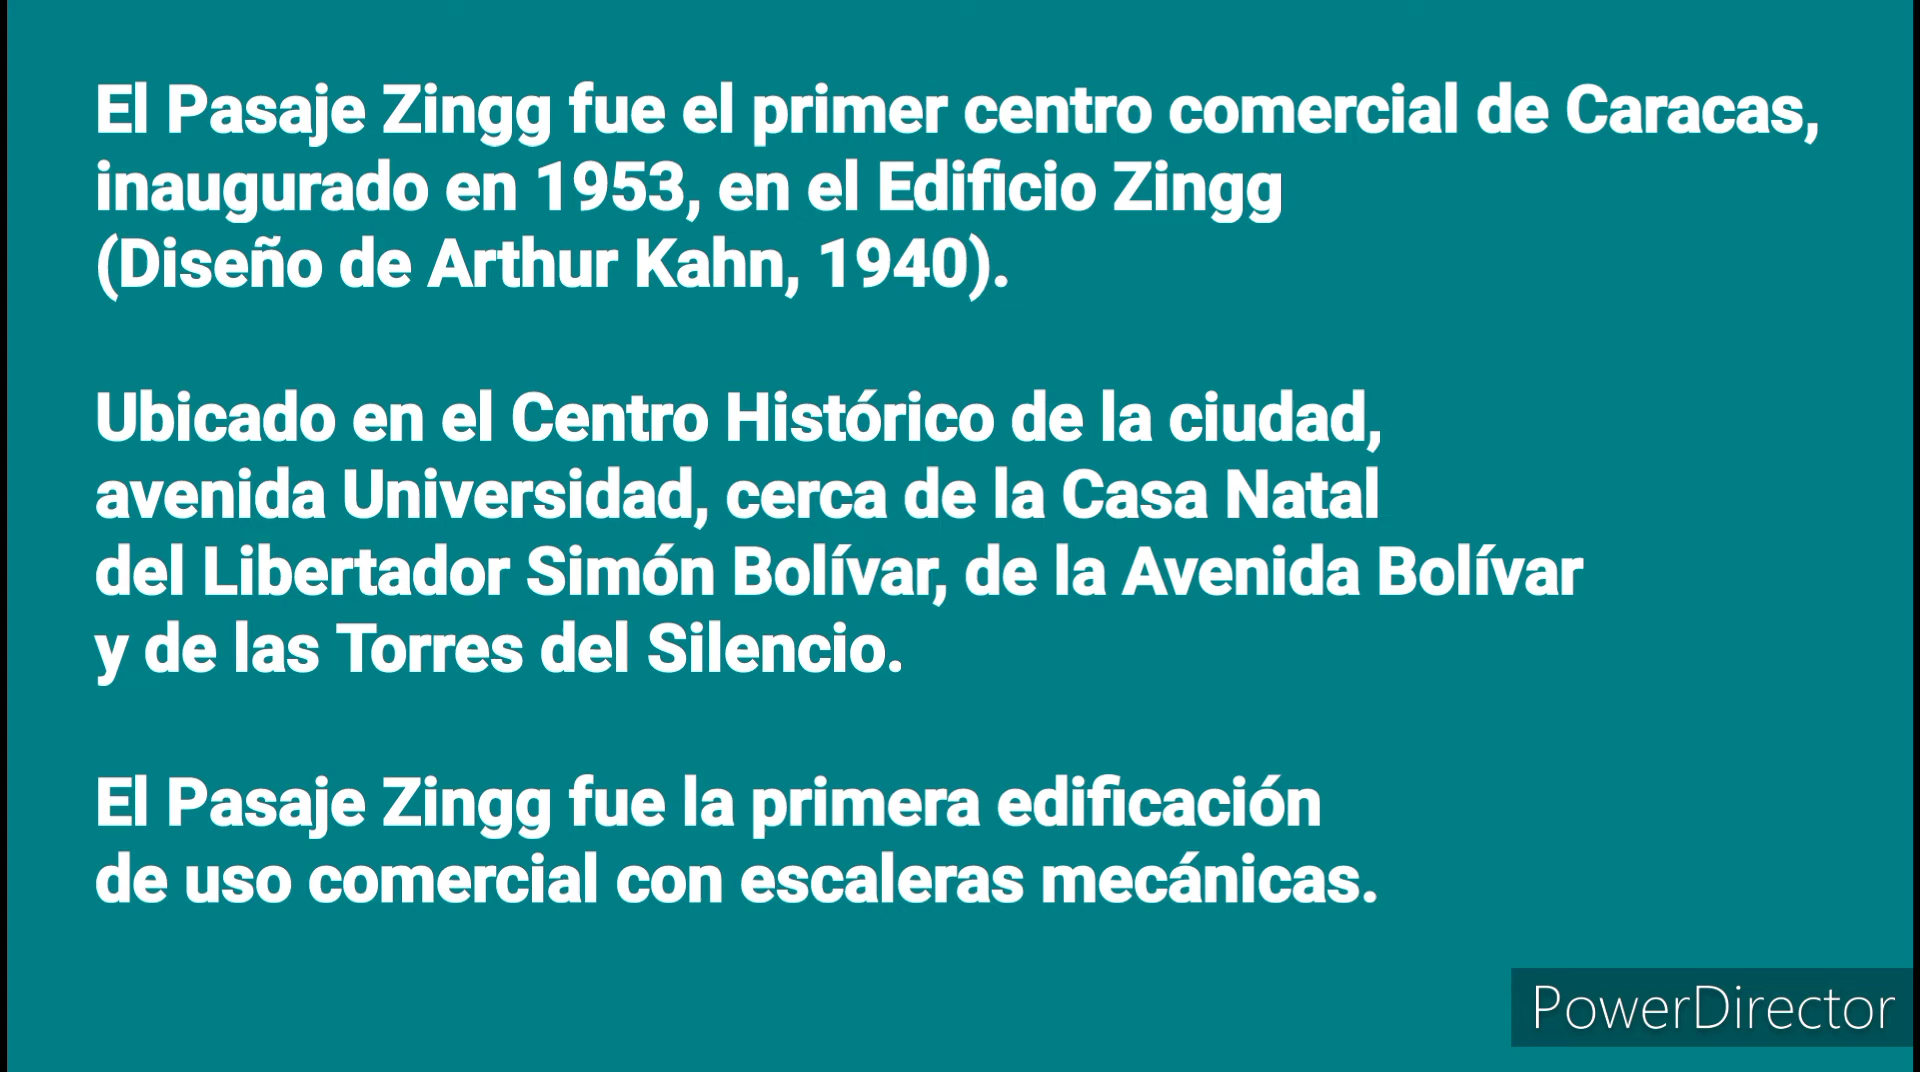 El Pasaje Zingg fue el primer centro comercial de Caracas,
inaugurado en 1953, en el Edificio Zingg
(Diseño de Arthur Kahn, 1940).
Ubicado en el Centro Histórico de la ciudad,
avenida Universidad, cerca de la Casa Natal
del Libertador Simón Bolívar, de la Avenida Bolívar
y de las Torres del Silencio.
El Pasaje Zingg fue la primera edificación
de uso comercial con escaleras mecánicas.
PowerDirector